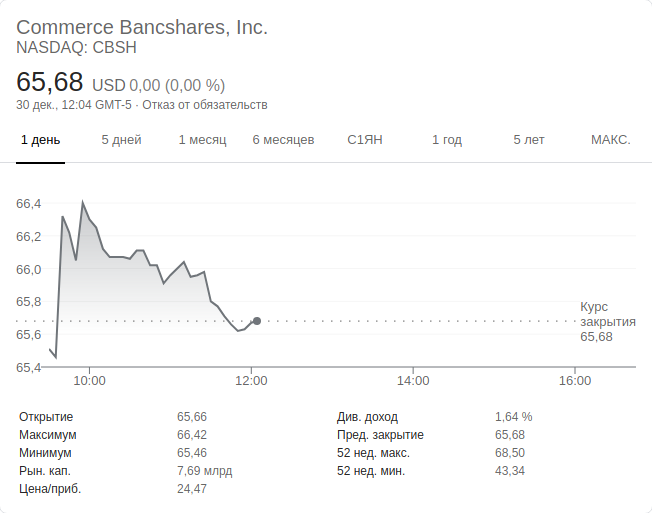 Commerce Bancshares, Inc.
NASDAQ: CBSH
65,68 USD 0,00 (0,00 %)
30 дек., 12:04 GMT-5 · Отказ от обязательств
1 день 5 дней 1 месяц 6 месяцев С1ЯН 1 год 5 лет МАКС.
66,4
66,2
66,0
65,8
65,6
65,4
Курс
закрытия
65,68
10:00 12:00 14:00 16:00
Открытие 65,66
Максимум 66,42
Минимум 65,46
Рын. кап. 7,69 млрд
Цена/приб. 24,47
Див. доход 1,64 %
Пред. закрытие 65,68
52 нед. макс. 68,50
52 нед. мин. 43,34